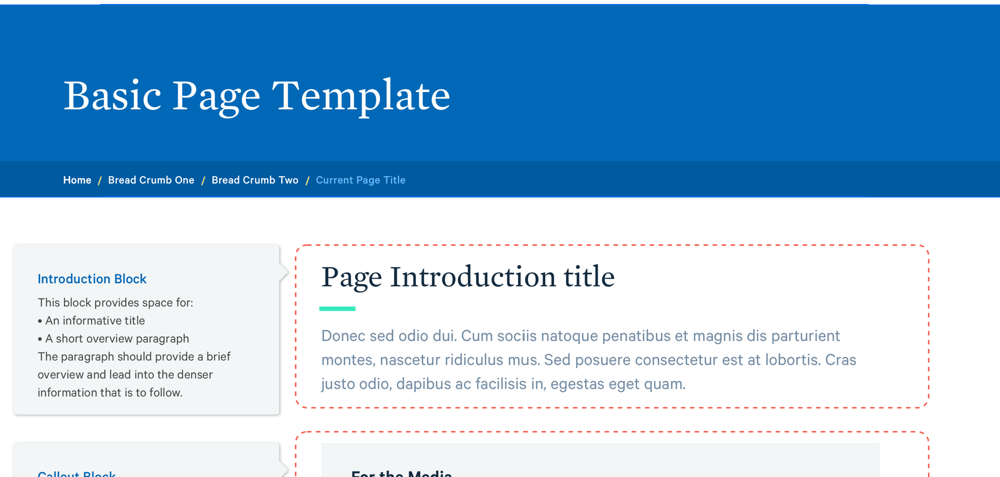 Basic Page Template
Home / Bread Crumb One / Bread Crumb Two / Current Page Title
Introduction Block
This block provides space for:
• An informative title
• A short overview paragraph
The paragraph should provide a brief
overview and lead into the denser
information that is to follow.
Page Introduction title
Donec sed odio dui. Cum sociis natoque penatibus et magnis dis parturient
montes, nascetur ridiculus mus. Sed posuere consectetur est at lobortis. Cras
justo odio, dapibus ac facilisis in, egestas eget quam.
Callout Block
For the Media